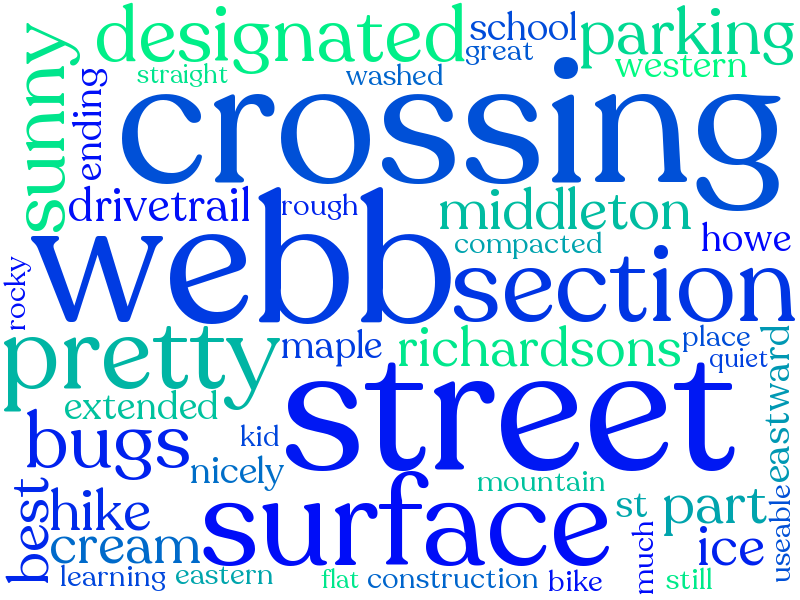 designated
school
parking
great
western
straight
washed
sunny
ending
crossing
drivetrail
rough
middleton
howe
compacted
webb
section
rocky
pretty
maple
richardsons
place
quiet
street
eastward
extended
bugs
kid
nicely
mountain
best
hike
surface
st
part
useable
cream
much
ice
learning
eastern
flat
construction
bike
still